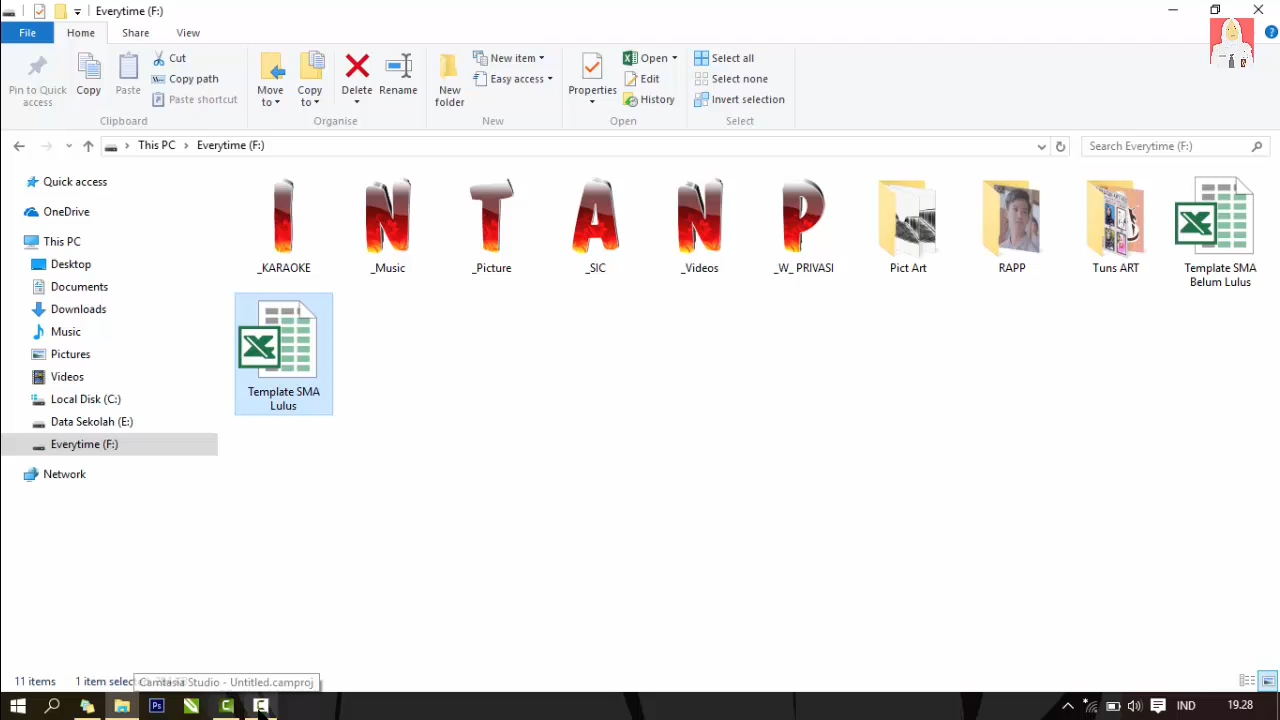 Everytime (F:)
File Home Share View
Pin to Quick access
Copy
Paste
Cut
Copy path
Paste shortcut
Clipboard
Move to
Copy to
Delete
Rename
Organise
New folder
New item
Easy access
New
Properties
Open
Edit
History
Open
Select all
Select none
Invert selection
Select
This PC Everytime (F:)
Search Everytime (F:)
Quick access
OneDrive
This PC
Desktop
Documents
Downloads
Music
Pictures
Videos
Local Disk (C:)
Data Sekolah (E:)
Everytime (F:)
Network
I N T A N P
_KARAOKE _Music _Picture _SIC _Videos _W_ PRIVASI Pict Art RAPP Tuns ART
Template SMA
Belum Lulus
Template SMA
Lulus
11 items 1 item selec
Camtasia Studio - Untitled.camproj
Ps
IND 19.28